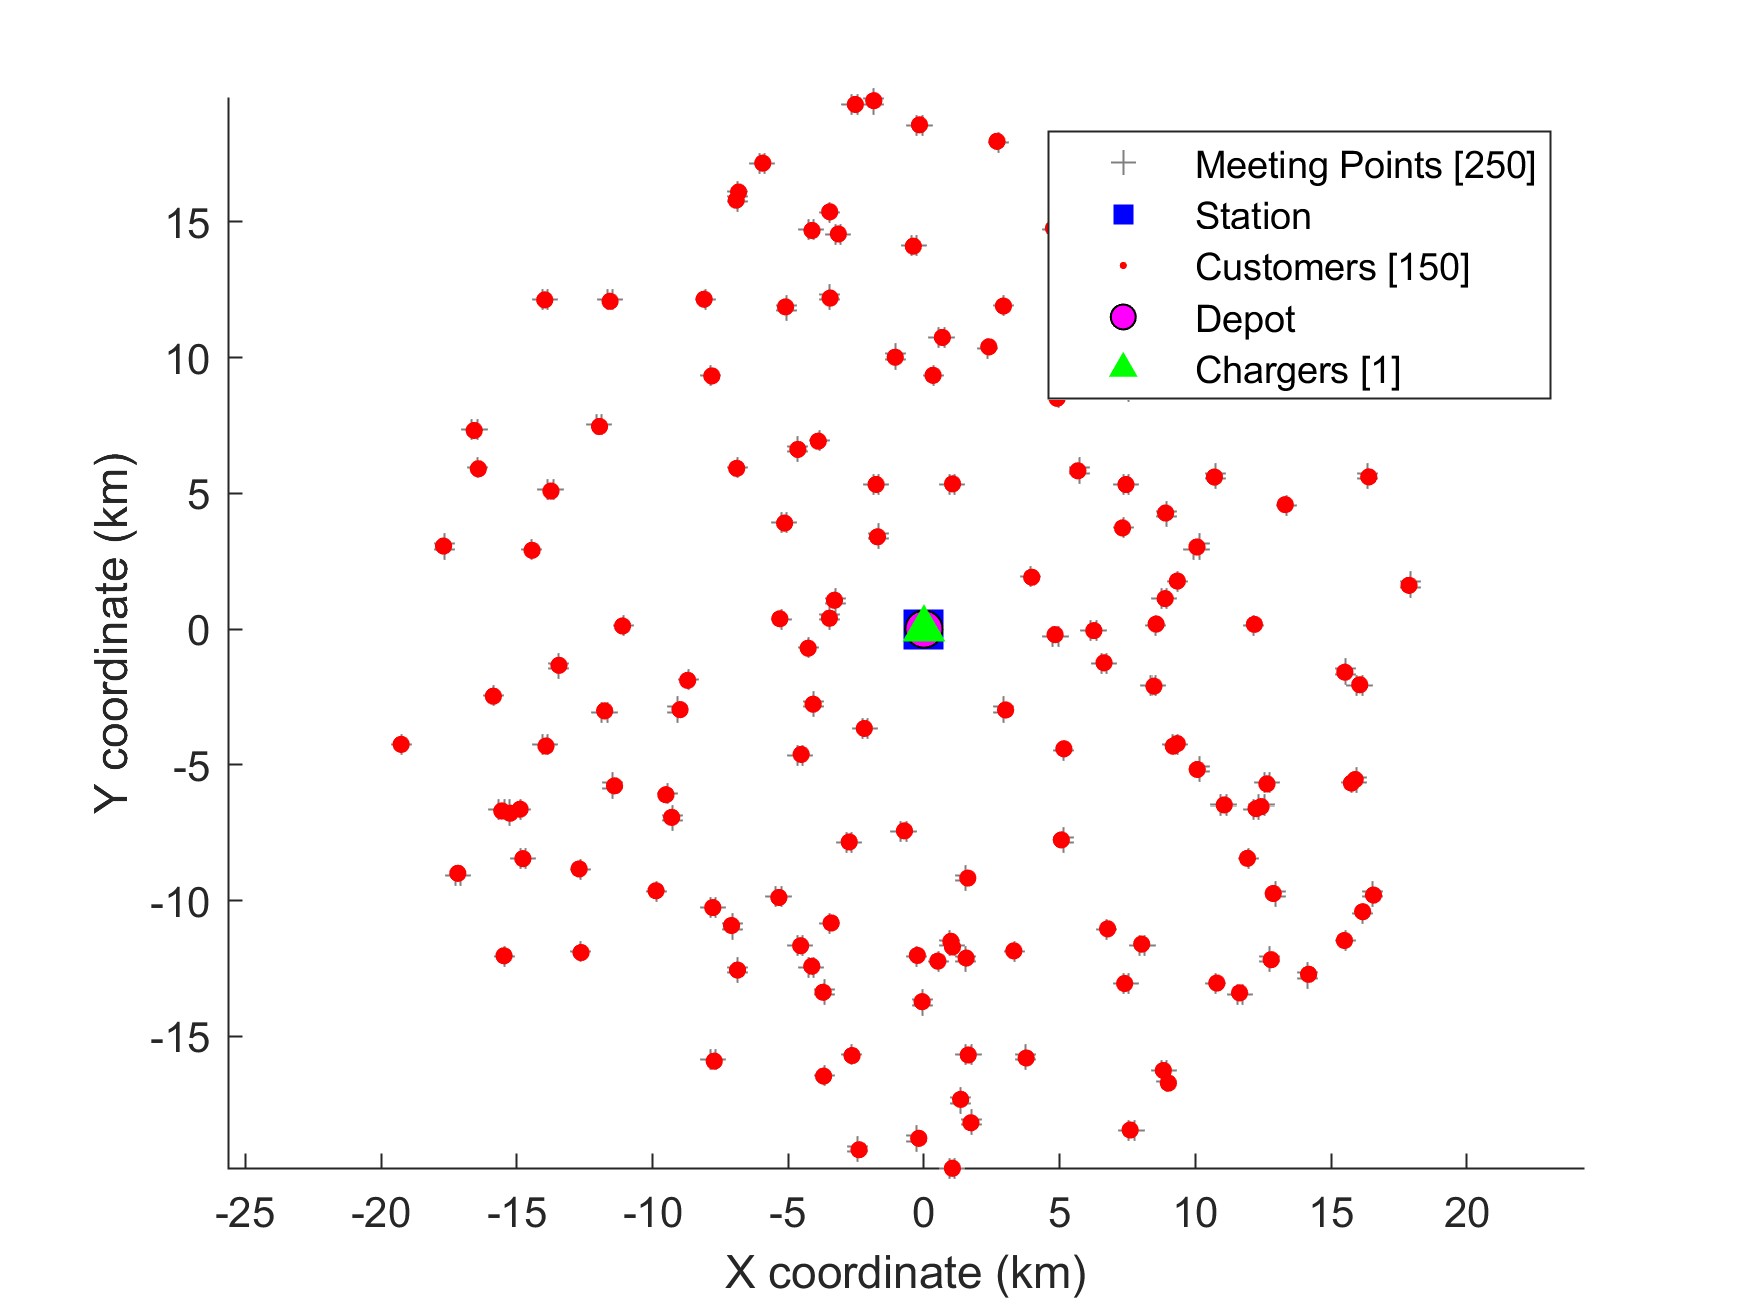 Meeting Points [250]
Station
Customers [150]
Depot
Chargers [1]
15
10
5
0
-5
-10
-15
Y coordinate (km)
-25 -20 -15 -10 -5 0 5 10 15 20
X coordinate (km)